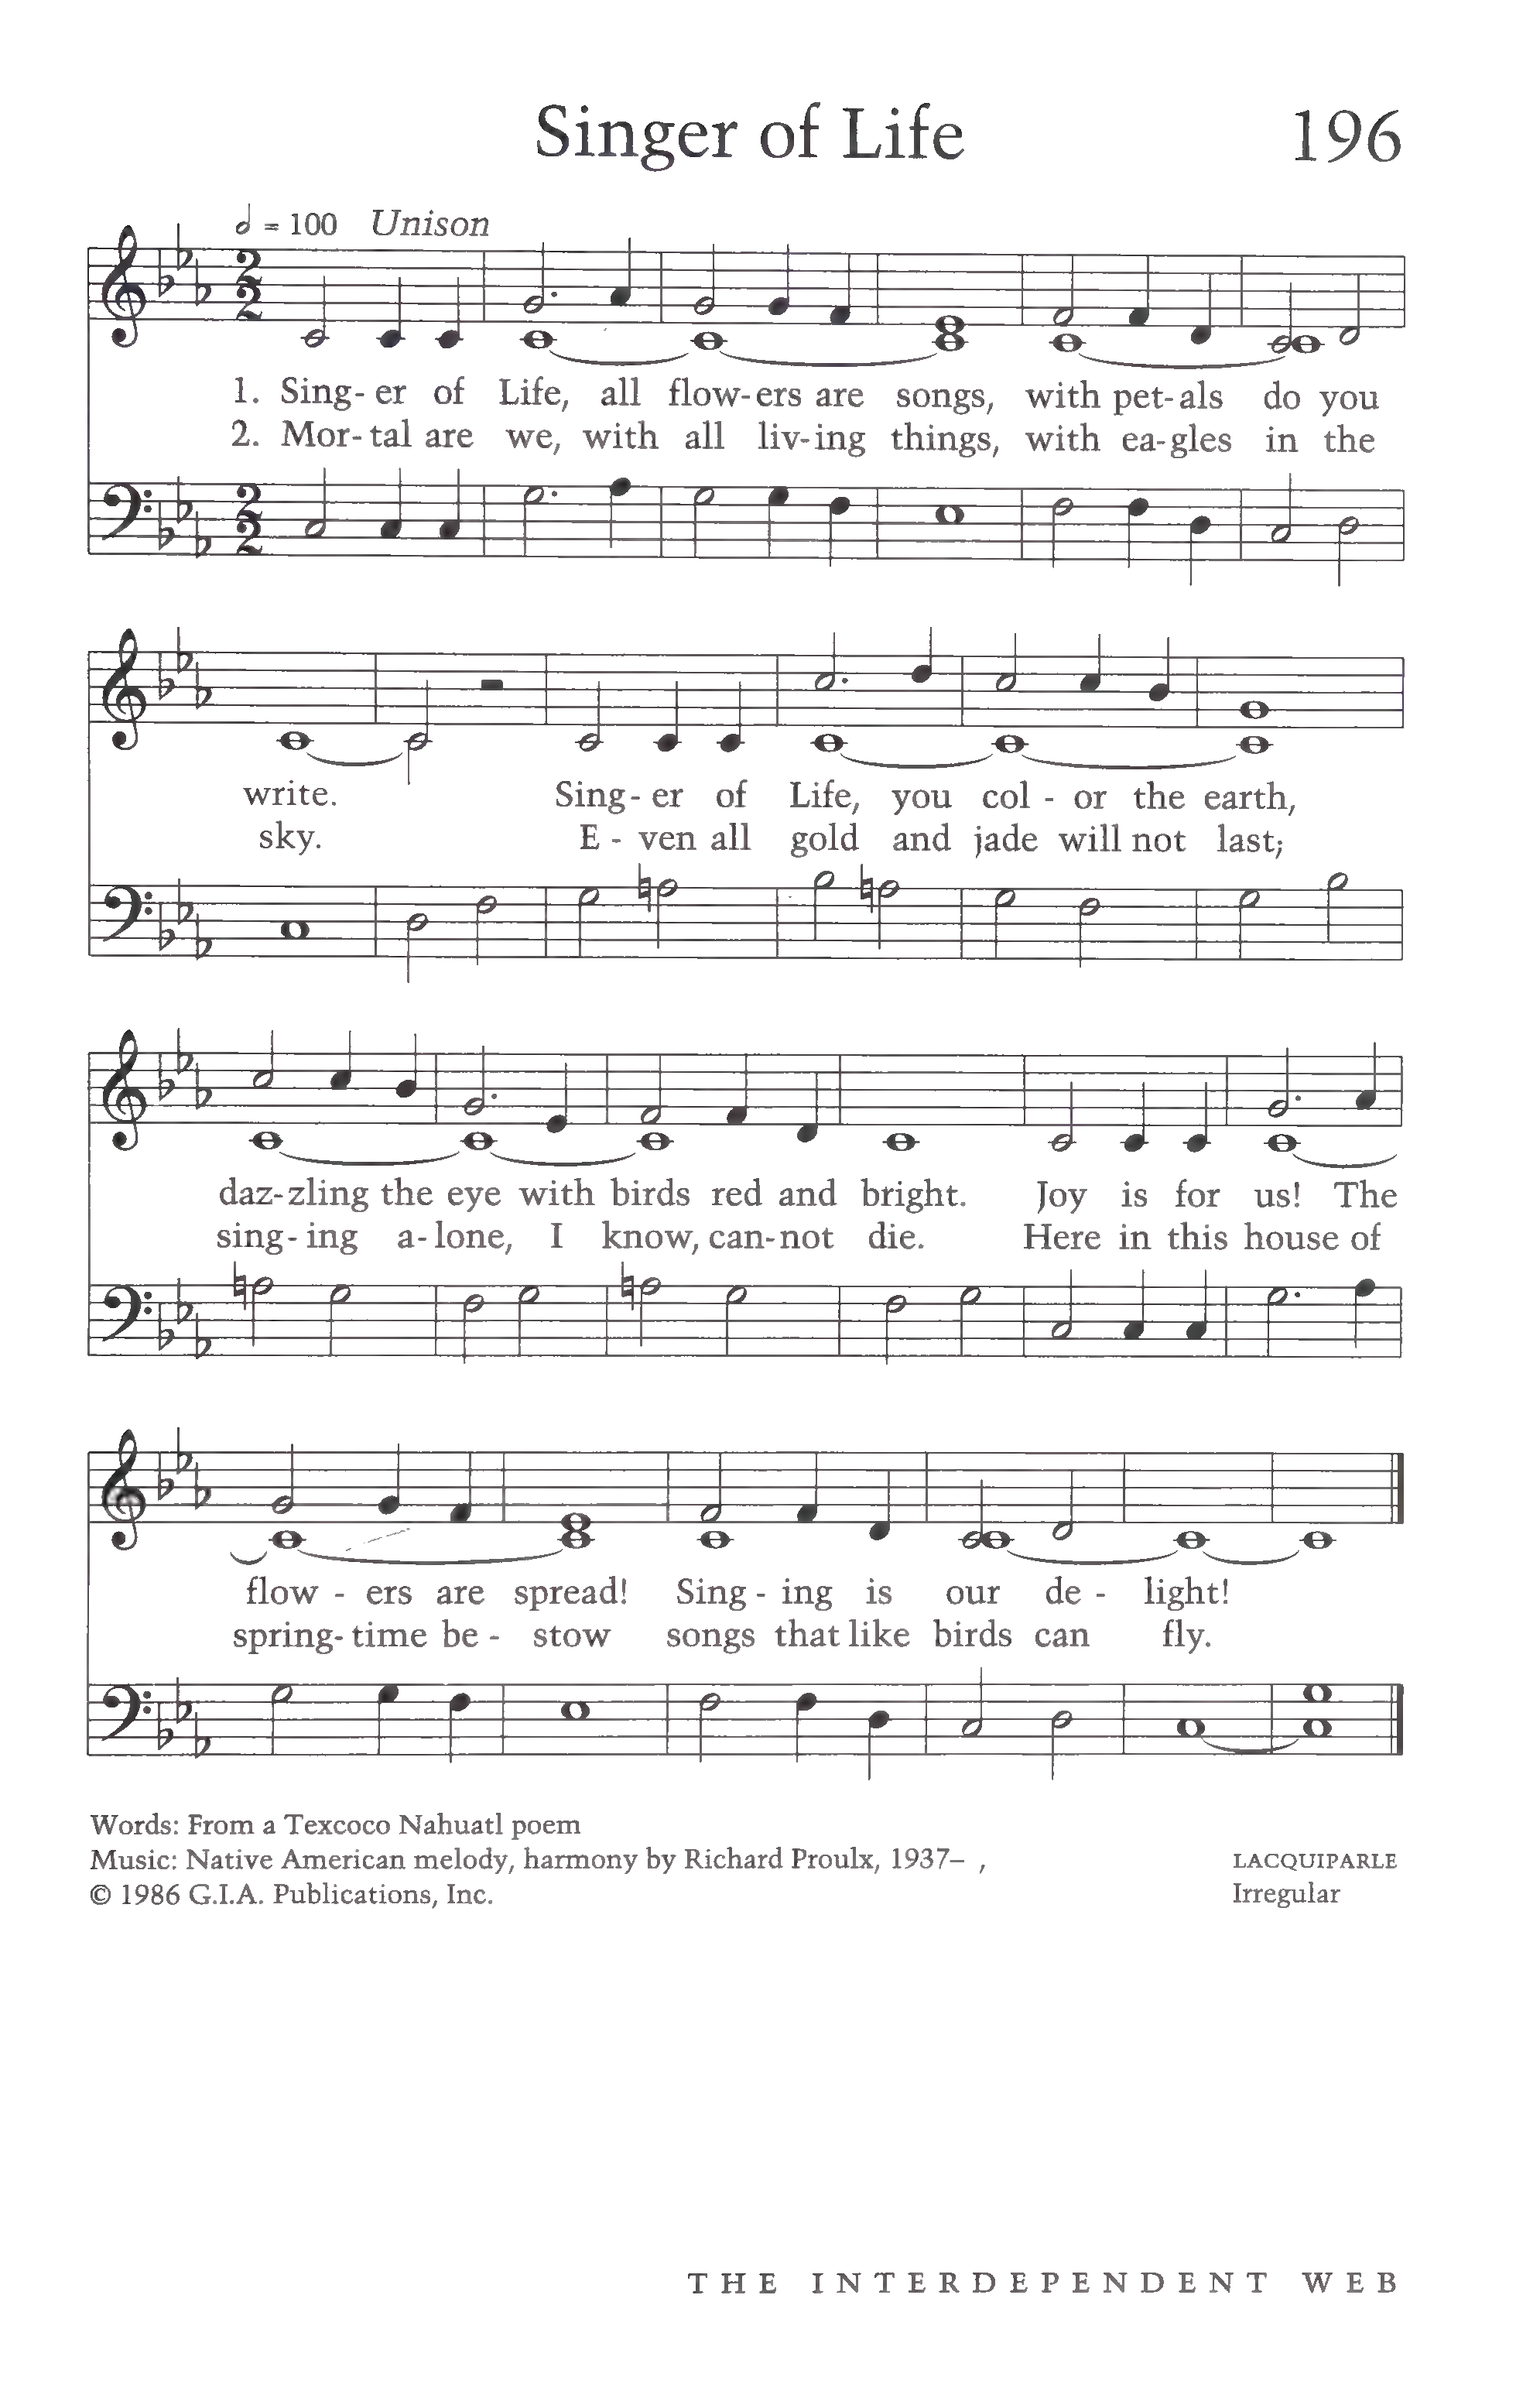 Singer of Life 196
𝅗𝅥 = 100 Unison
1. Sing- er of Life, all flow- ers are songs, with pet- als do you
2. Mor- tal are we, with all liv- ing things, with ea- gles in the
write. Sing- er of Life, you col - or the earth,
sky. E - ven all gold and jade will not last;
daz- zling the eye with birds red and bright. Joy is for us! The
sing- ing a- lone, I know, can- not die. Here in this house of
flow - ers are spread! Sing - ing is our de - light!
spring- time be - stow songs that like birds can fly.
Words: From a Texcoco Nahuatl poem
Music: Native American melody, harmony by Richard Proulx, 1937– , LACQUIPARLE
© 1986 G.I.A. Publications, Inc. Irregular
THE INTERDEPENDENT WEB